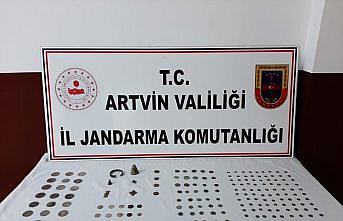 T.C.
ARTVİN VALİLİĞİ
İL JANDARMA KOMUTANLIĞI